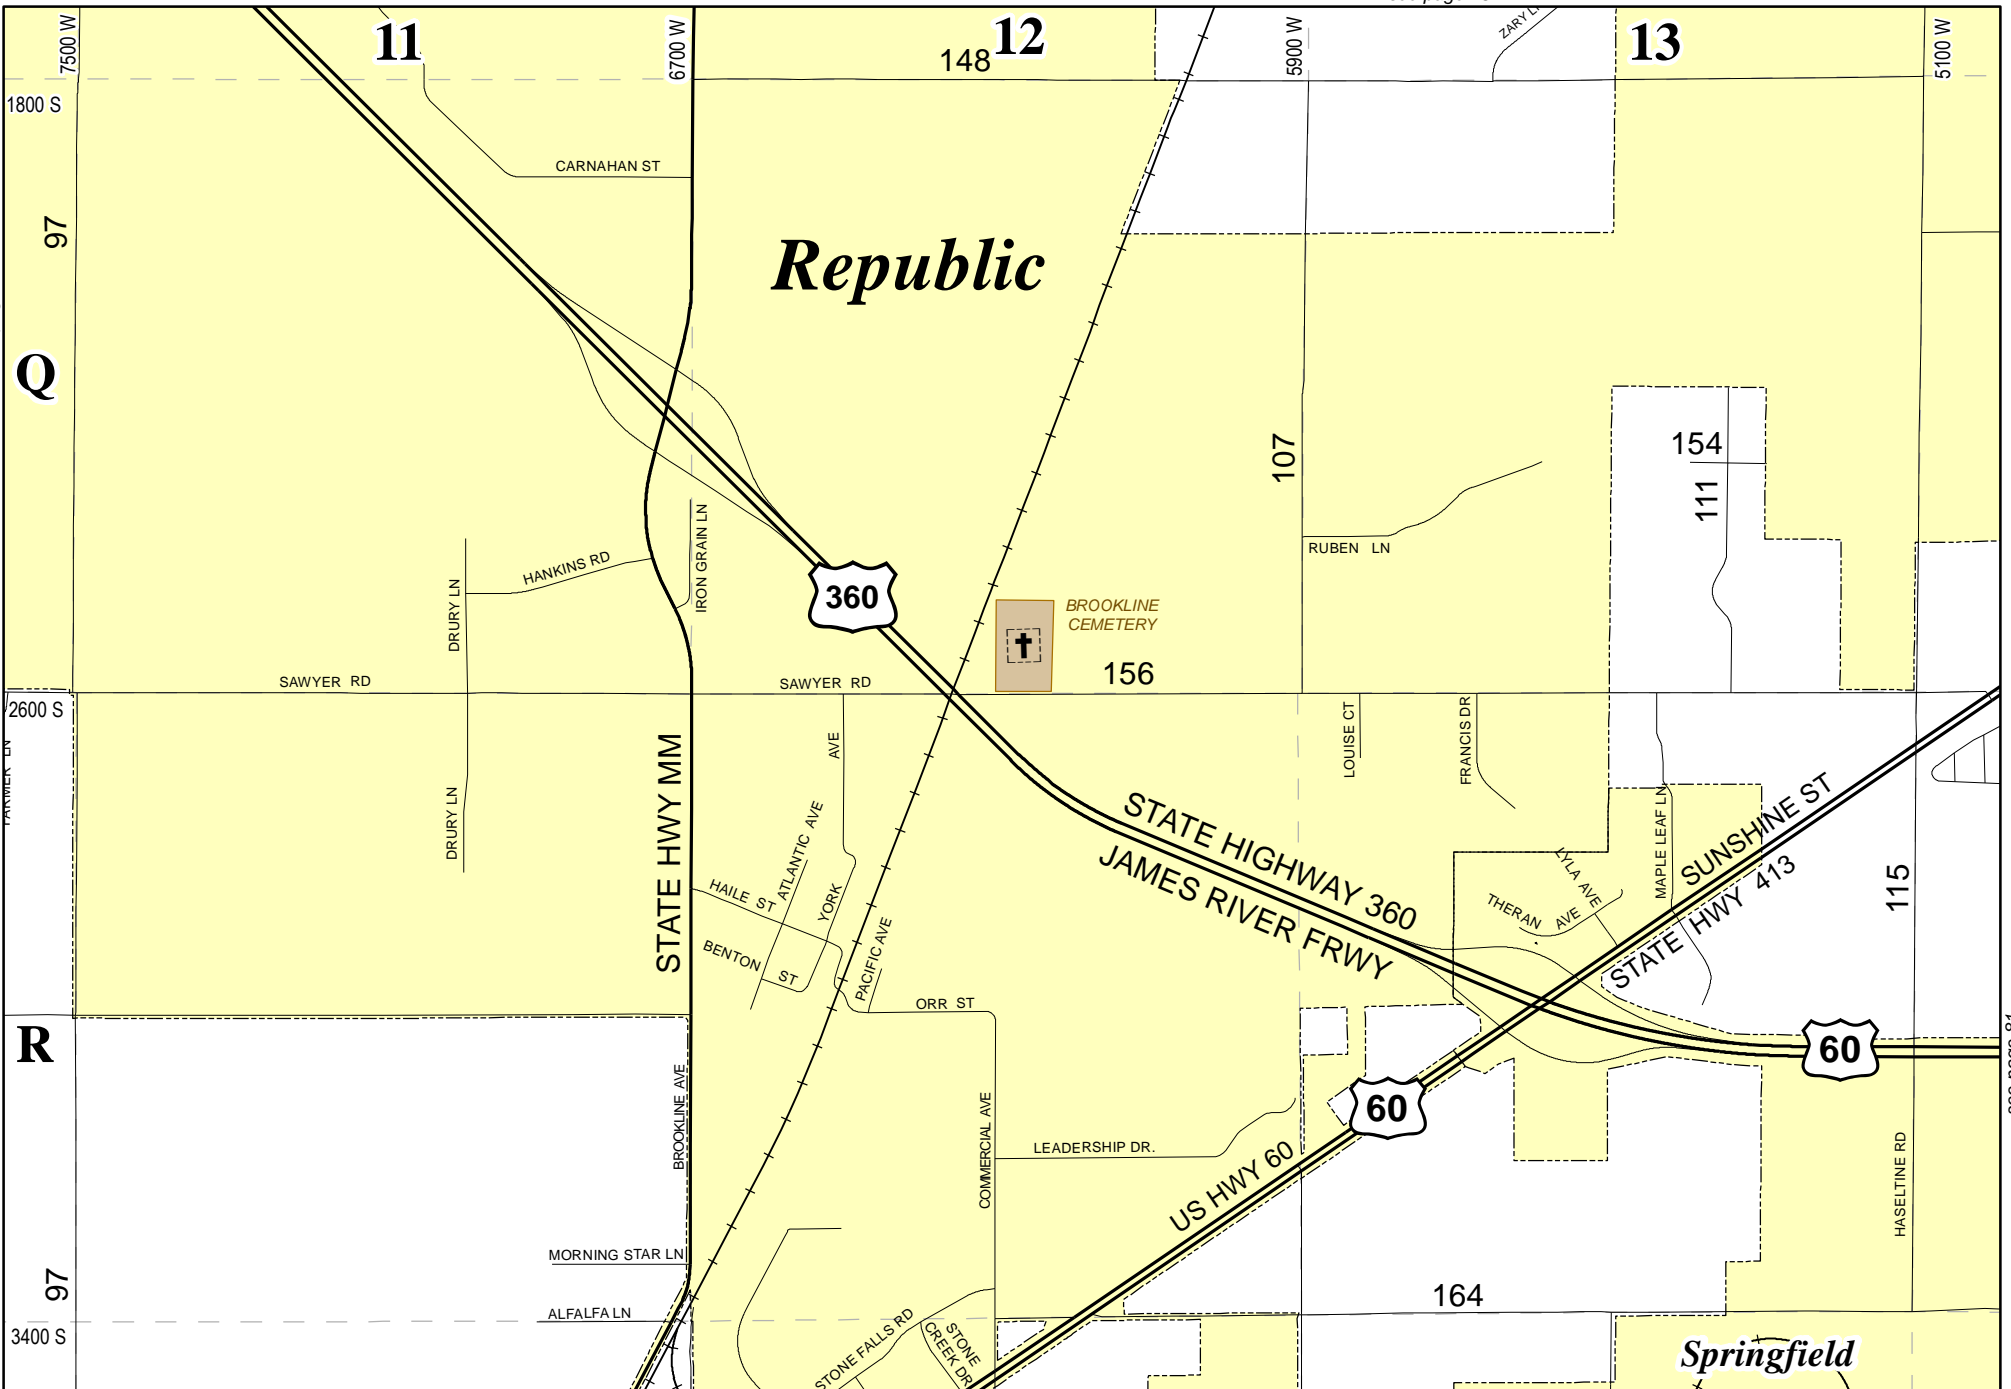 7500 W
11
6700 W
148
12
5900 W
ZARY LN
13
5100 W
1800 S
CARNAHAN ST
97
Republic
Q
107
154
111
IRON GRAIN LN
HANKINS RD
RUBEN LN
DRURY LN
360
BROOKLINE
CEMETERY
156
SAWYER RD
SAWYER RD
2600 S
LOUISE CT
FRANCIS DR
AVE
STATE HWY MM
DRURY LN
ATLANTIC AVE
STATE HIGHWAY 360
JAMES RIVER FRWY
MAPLE LEAF LN
SUNSHINE ST
STATE HWY 413
LYLA AVE
THERAN AVE
115
HAILE ST
YORK
BENTON ST
PACIFIC AVE
ORR ST
R
60
60
BROOKLINE AVE
COMMERCIAL AVE
LEADERSHIP DR.
US HWY 60
HASELTINE RD
MORNING STAR LN
97
164
ALFALFA LN
3400 S
STONE FALLS RD
STONE
CREEK DR
Springfield